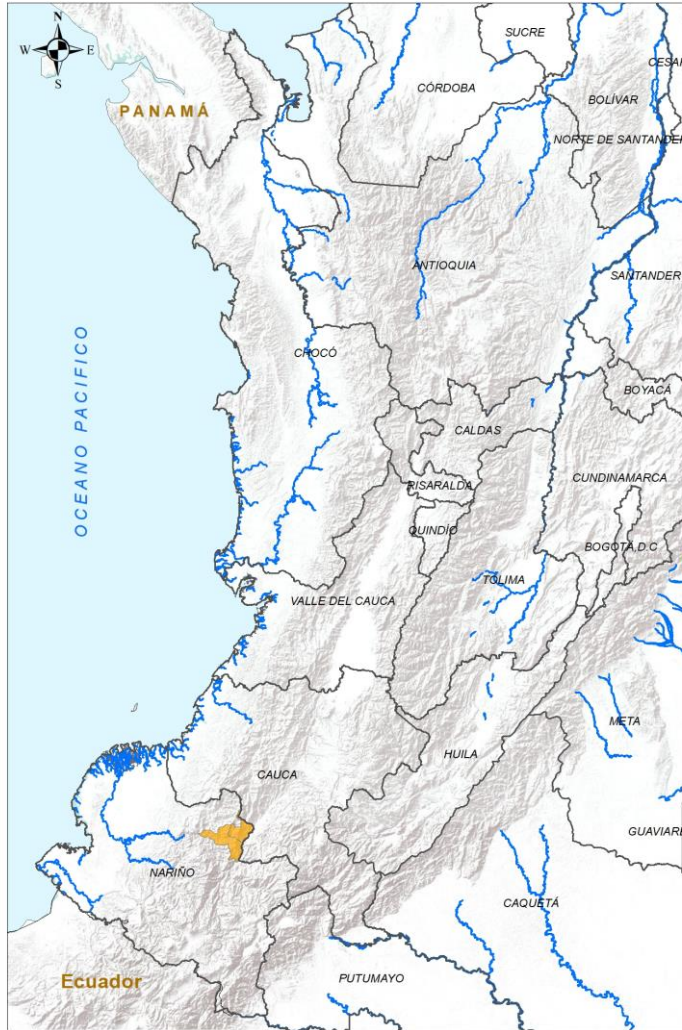 N
W E
S
SUCRE
CESAR
CÓRDOBA
BOLÍVAR
PANAMÁ
NORTE DE SANTANDER
ANTIOQUIA
SANTANDER
OCEANO PACIFICO
CHOCÓ
BOYACÁ
CALDAS
CUNDINAMARCA
RISARALDA
QUINDÍO
BOGOTÁ D.C
TOLIMA
VALLE DEL CAUCA
META
HUILA
CAUCA
GUAVIARE
NARIÑO
CAQUETÁ
Ecuador
PUTUMAYO